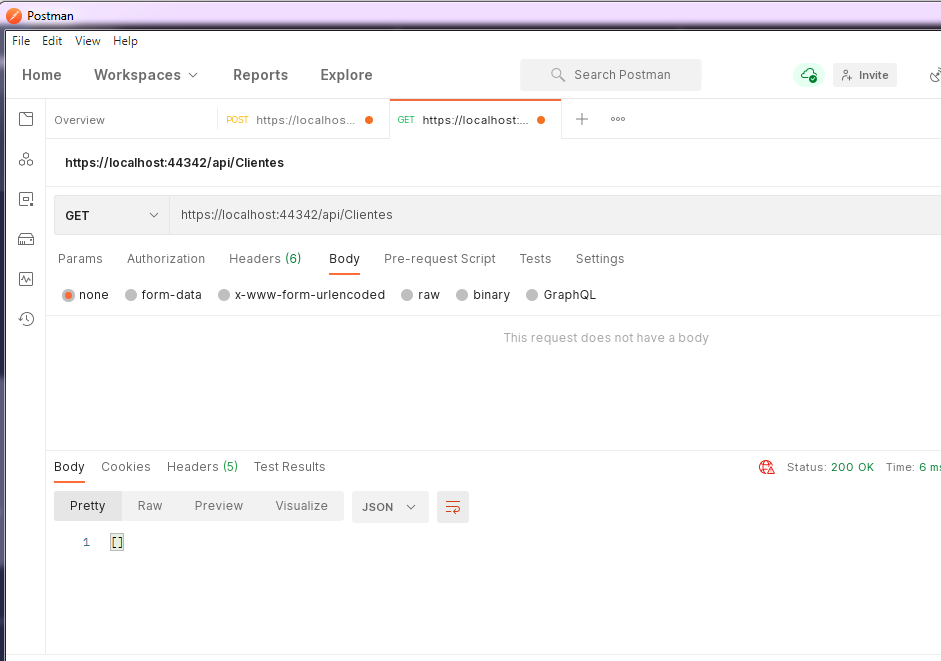 Postman
File Edit View Help
Home Workspaces Reports Explore Search Postman Invite
Overview POST https://localhos... GET https://localhost:...
https://localhost:44342/api/Clientes
GET https://localhost:44342/api/Clientes
Params Authorization Headers (6) Body Pre-request Script Tests Settings
none form-data x-www-form-urlencoded raw binary GraphQL
This request does not have a body
Body Cookies Headers (5) Test Results Status: 200 OK Time: 6 ms
Pretty Raw Preview Visualize JSON
1 []